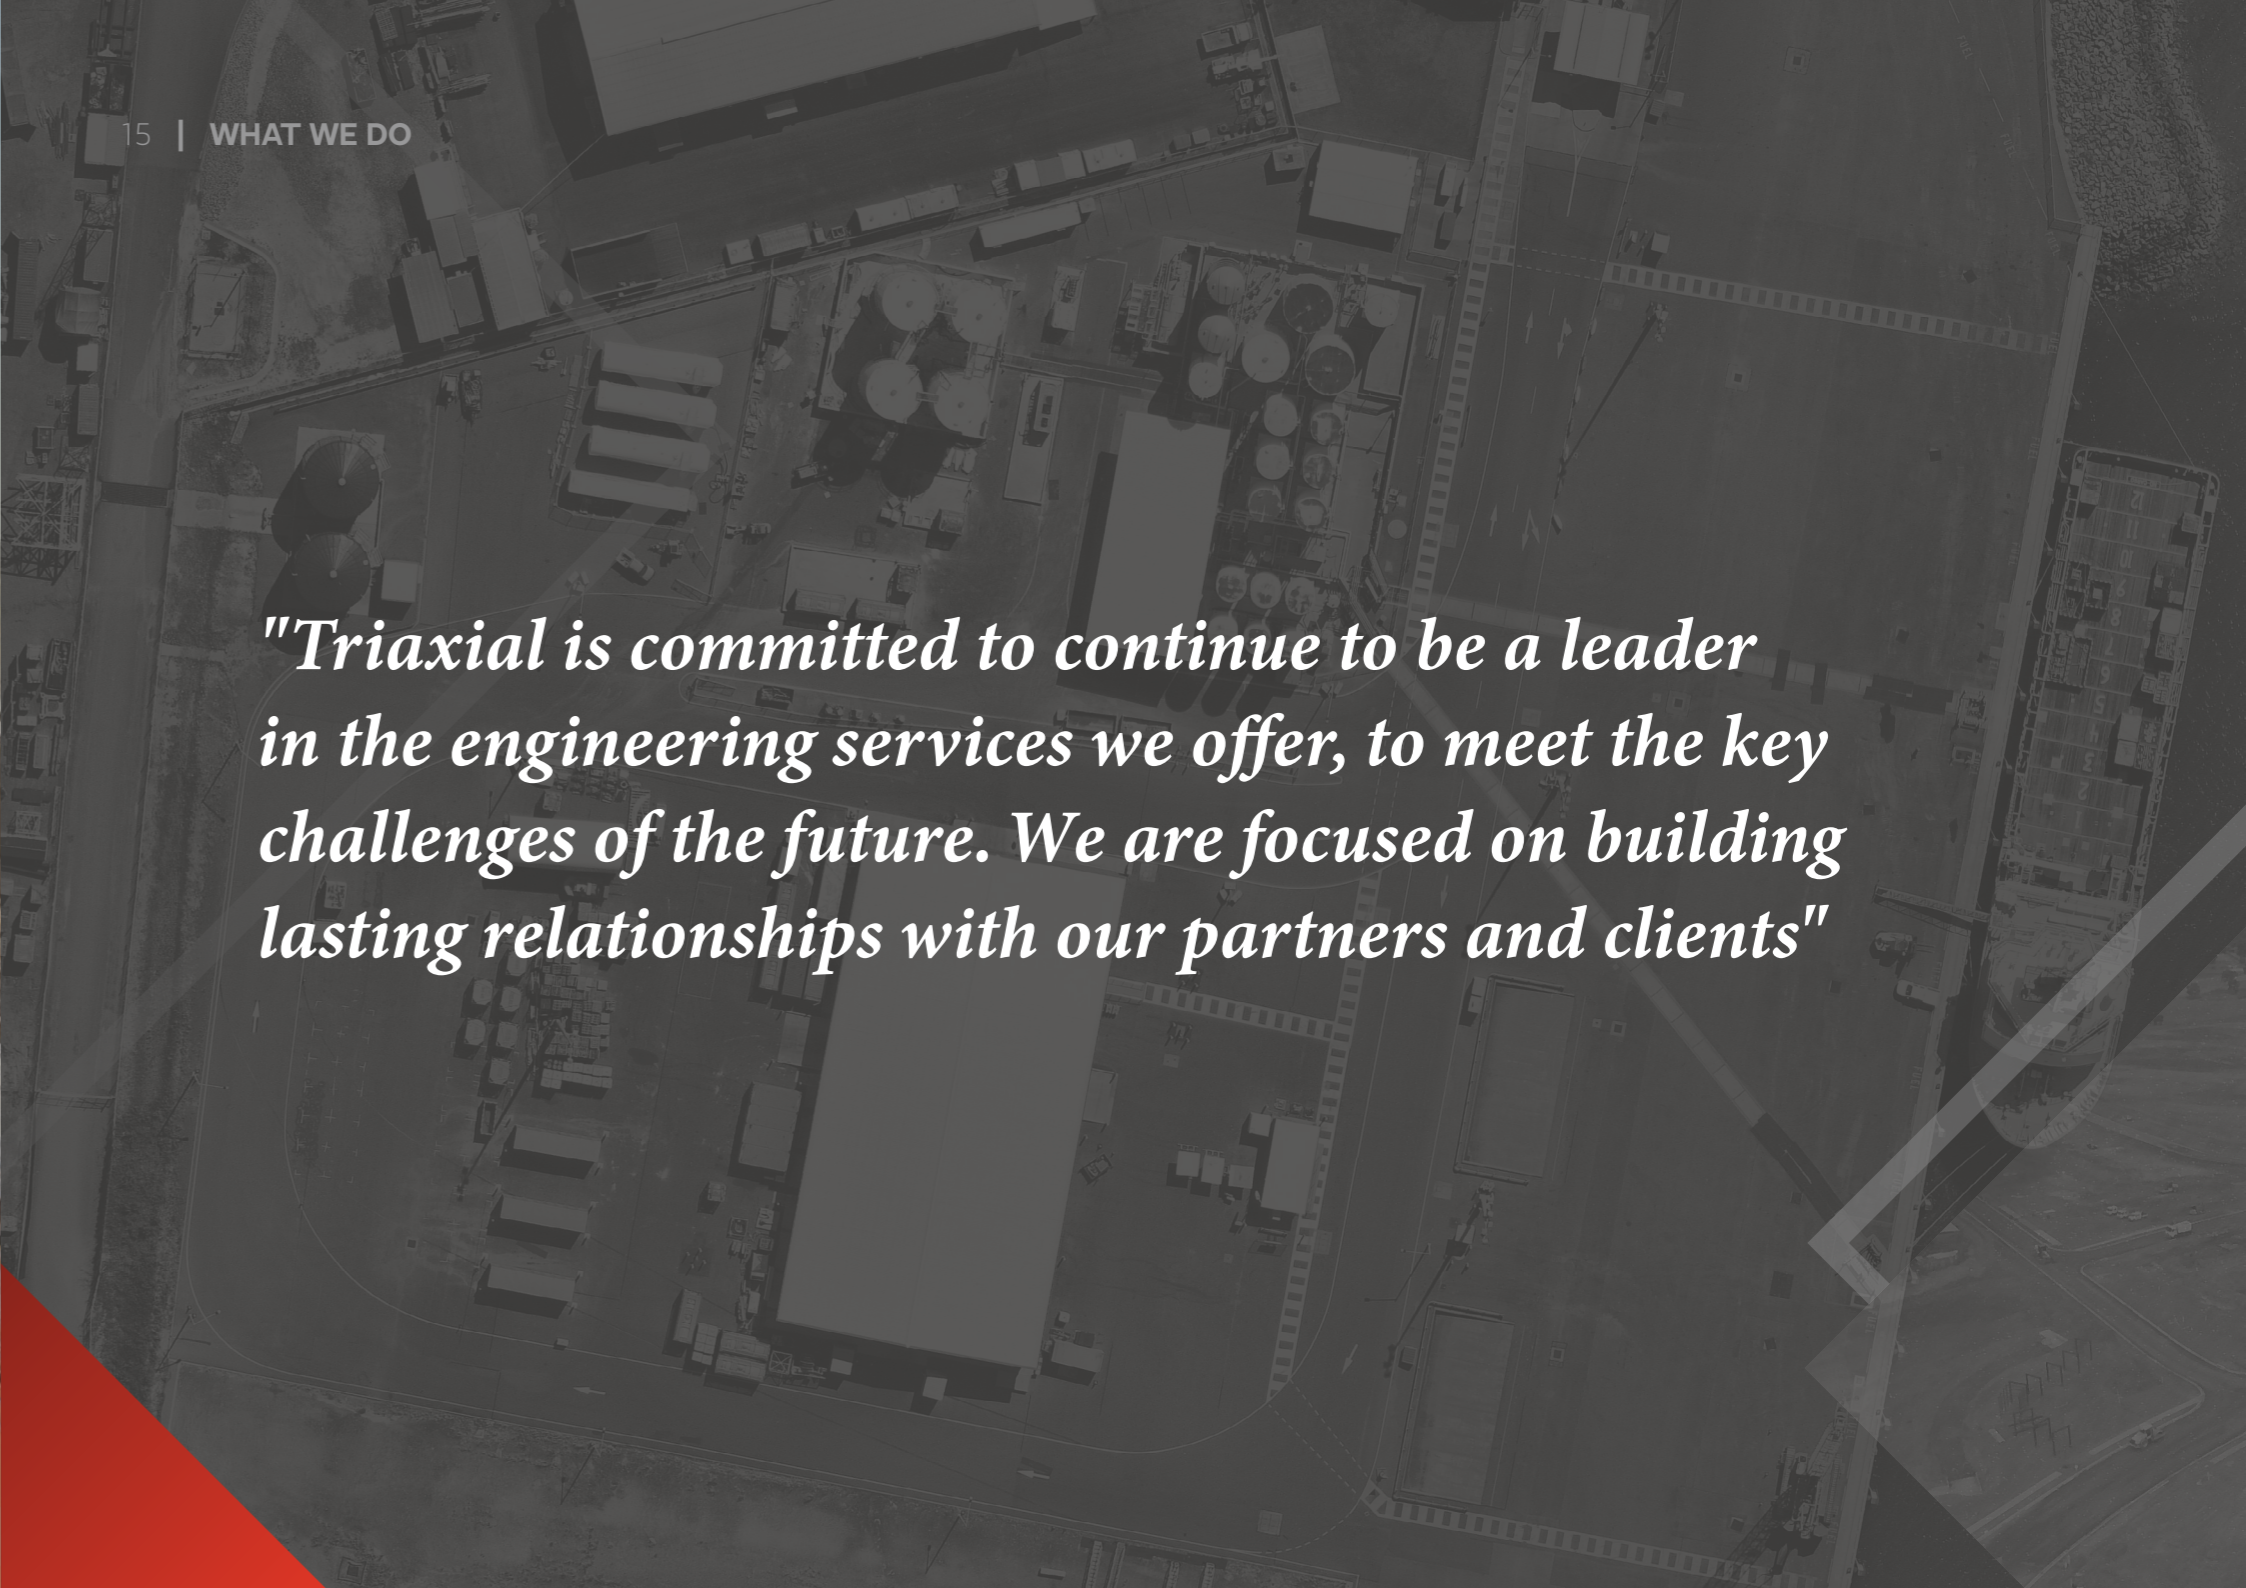 15 | WHAT WE DO
"Triaxial is committed to continue to be a leader
in the engineering services we offer, to meet the key
challenges of the future. We are focused on building
lasting relationships with our partners and clients"